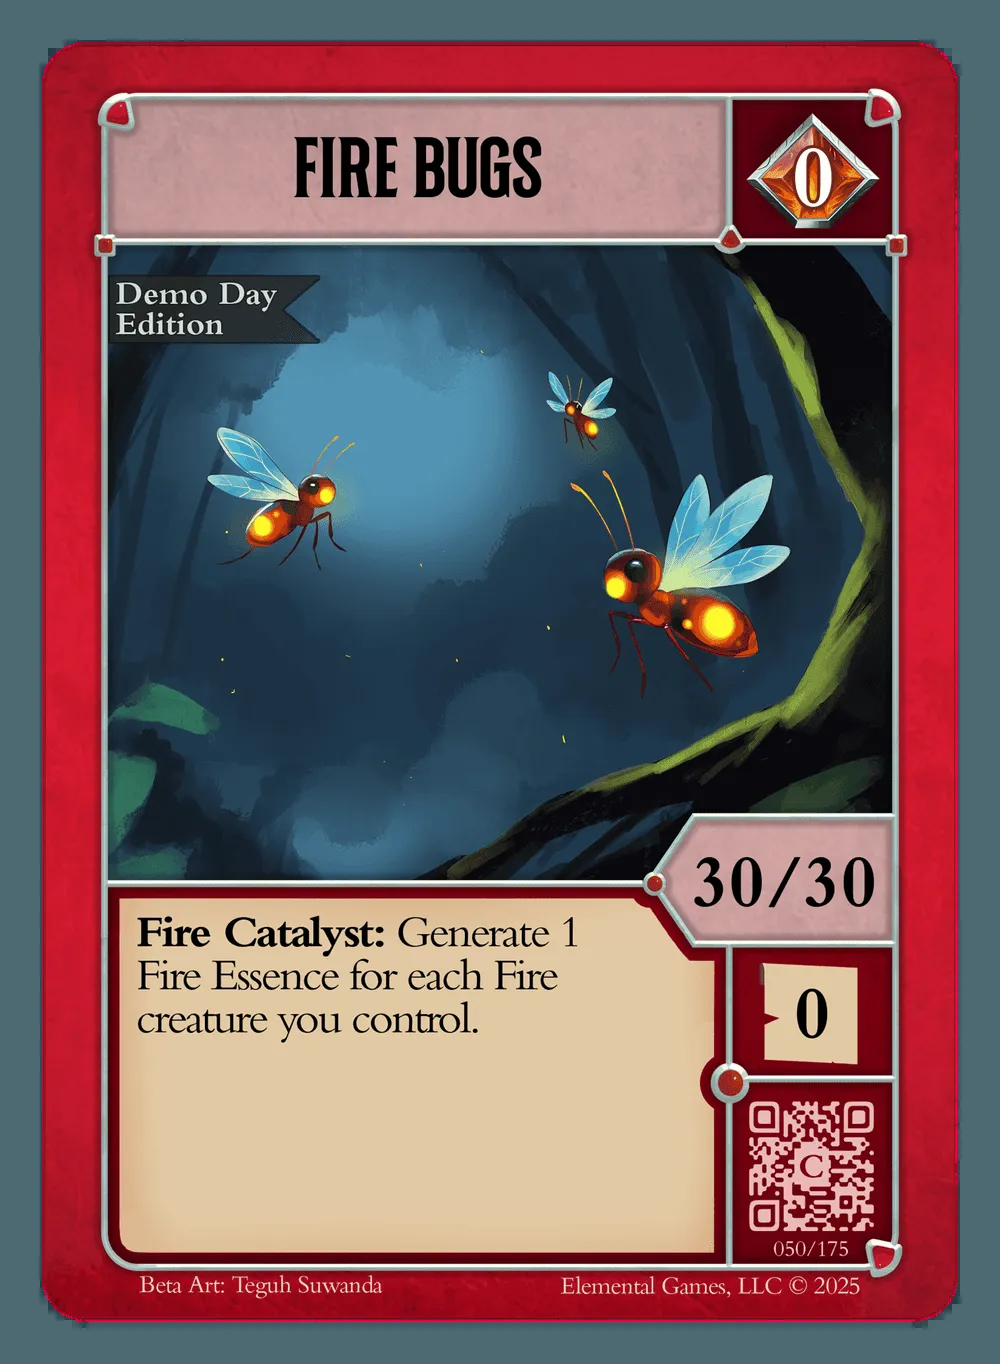 FIRE BUGS
0
Demo Day
Edition
30/30
Fire Catalyst: Generate 1
Fire Essence for each Fire
creature you control.
0
C
050/175
Beta Art: Teguh Suwanda
Elemental Games, LLC © 2025